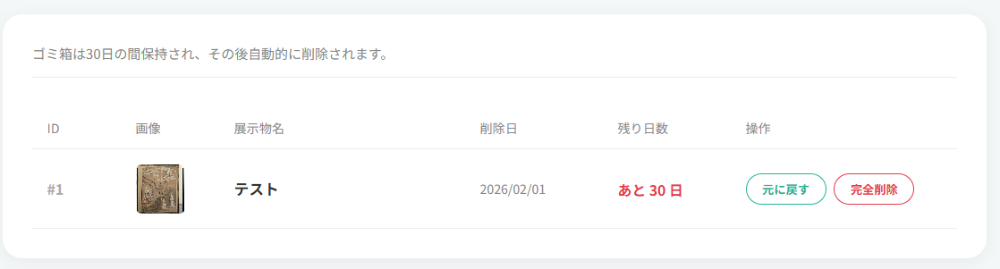 ゴミ箱は30日の間保持され、その後自動的に削除されます。
ID 画像 展示物名 削除日 残り日数 操作
#1 テスト 2026/02/01 あと 30 日 元に戻す 完全削除